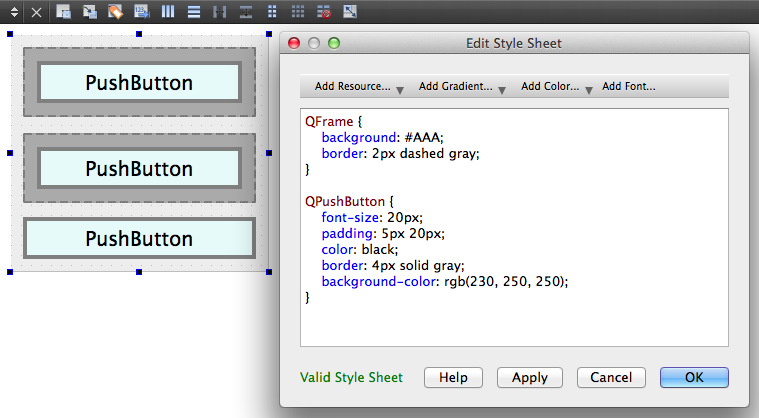 PushButton
PushButton
PushButton
Edit Style Sheet
Add Resource... Add Gradient... Add Color... Add Font...
QFrame {
background: #AAA;
border: 2px dashed gray;
}
QPushButton {
font-size: 20px;
padding: 5px 20px;
color: black;
border: 4px solid gray;
background-color: rgb(230, 250, 250);
}
Valid Style Sheet Help Apply Cancel OK